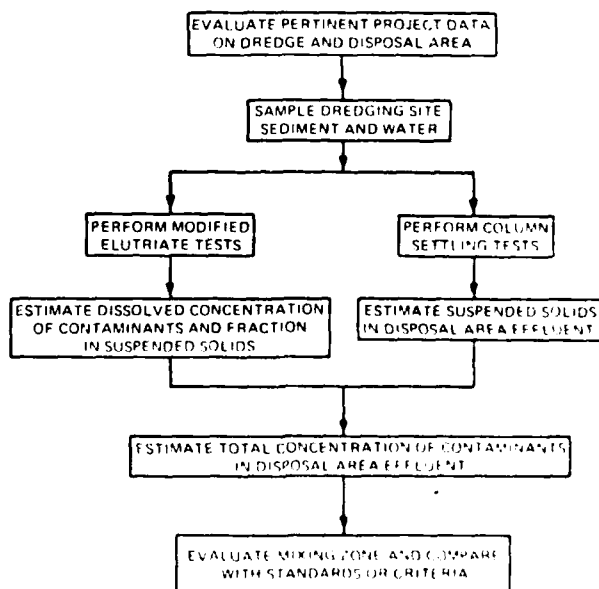 EVALUATE PERTINENT PROJECT DATA
ON DREDGE AND DISPOSAL AREA
SAMPLE DREDGING SITE
SEDIMENT AND WATER
PERFORM MODIFIED
ELUTRIATE TESTS
PERFORM COLUMN
SETTLING TESTS
ESTIMATE DISSOLVED CONCENTRATION
OF CONTAMINANTS AND FRACTION
IN SUSPENDED SOLIDS
ESTIMATE SUSPENDED SOLIDS
IN DISPOSAL AREA EFFLUENT
ESTIMATE TOTAL CONCENTRATION OF CONTAMINANTS
IN DISPOSAL AREA EFFLUENT
EVALUATE MIXING ZONE AND COMPARE
WITH STANDARDS OR CRITERIA